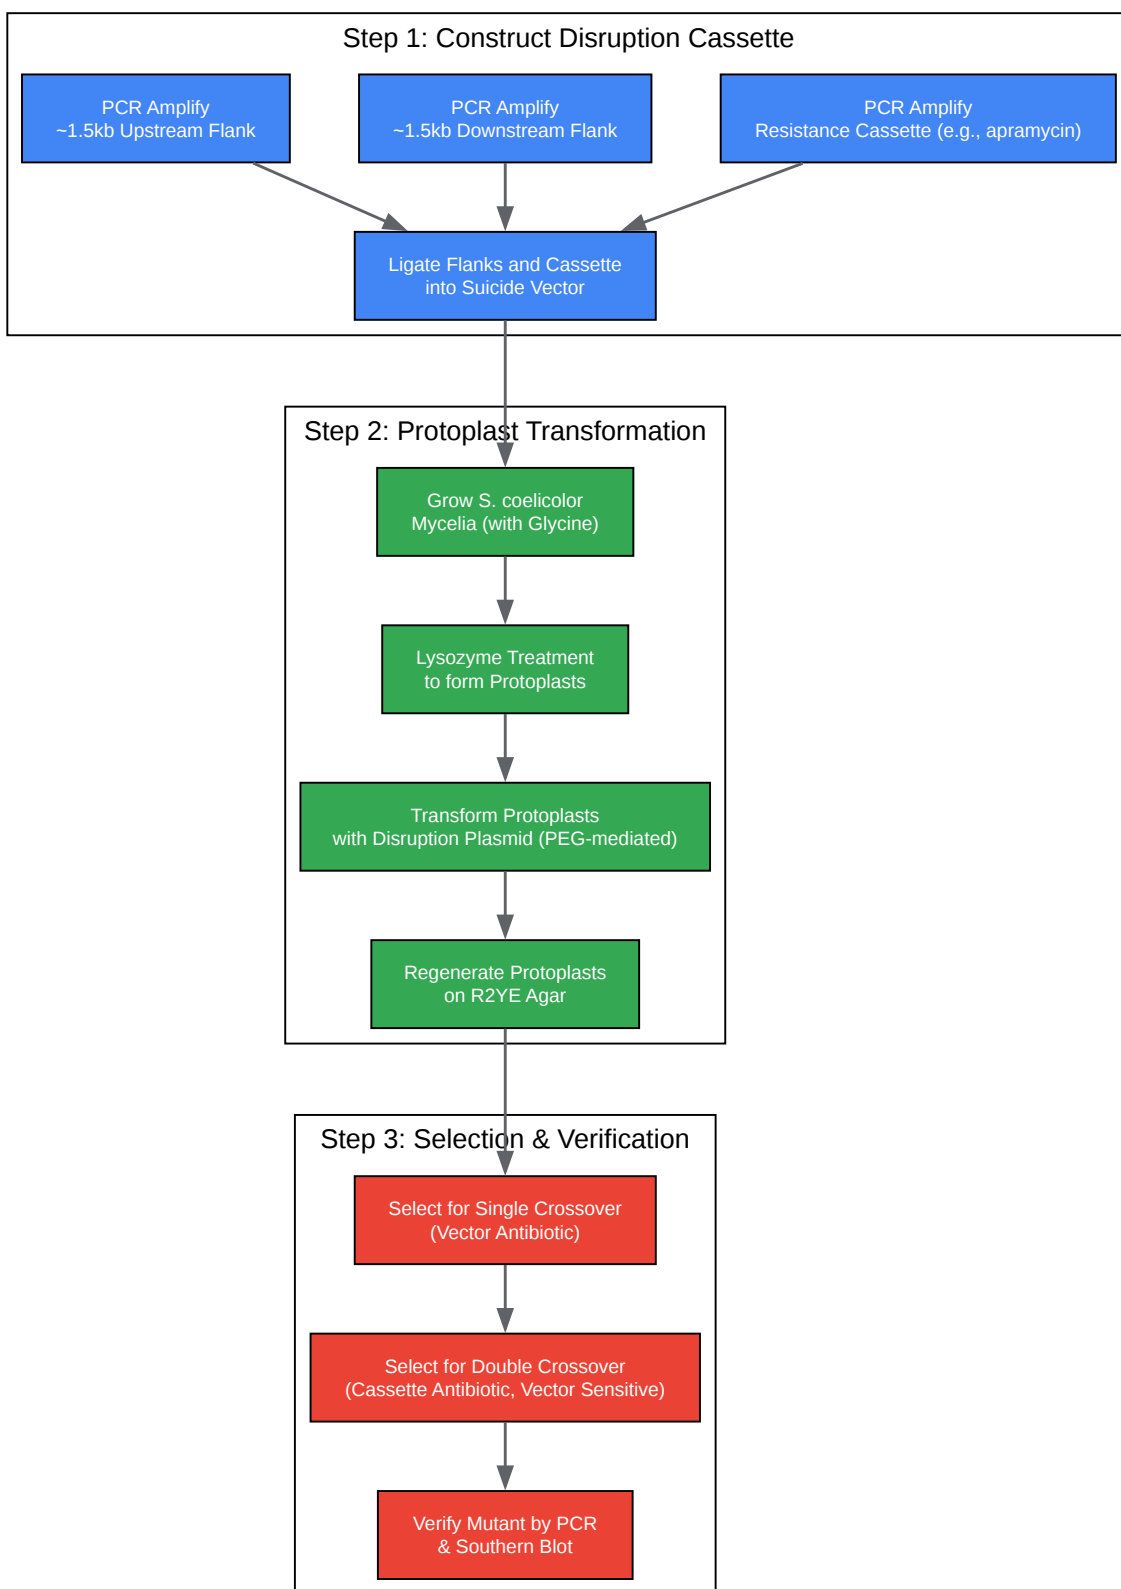 Step 1: Construct Disruption Cassette
PCR Amplify
~1.5kb Upstream Flank
PCR Amplify
~1.5kb Downstream Flank
PCR Amplify
Resistance Cassette (e.g., apramycin)
Ligate Flanks and Cassette
into Suicide Vector
Step 2: Protoplast Transformation
Grow S. coelicolor
Mycelia (with Glycine)
Lysozyme Treatment
to form Protoplasts
Transform Protoplasts
with Disruption Plasmid (PEG-mediated)
Regenerate Protoplasts
on R2YE Agar
Step 3: Selection & Verification
Select for Single Crossover
(Vector Antibiotic)
Select for Double Crossover
(Cassette Antibiotic, Vector Sensitive)
Verify Mutant by PCR
& Southern Blot